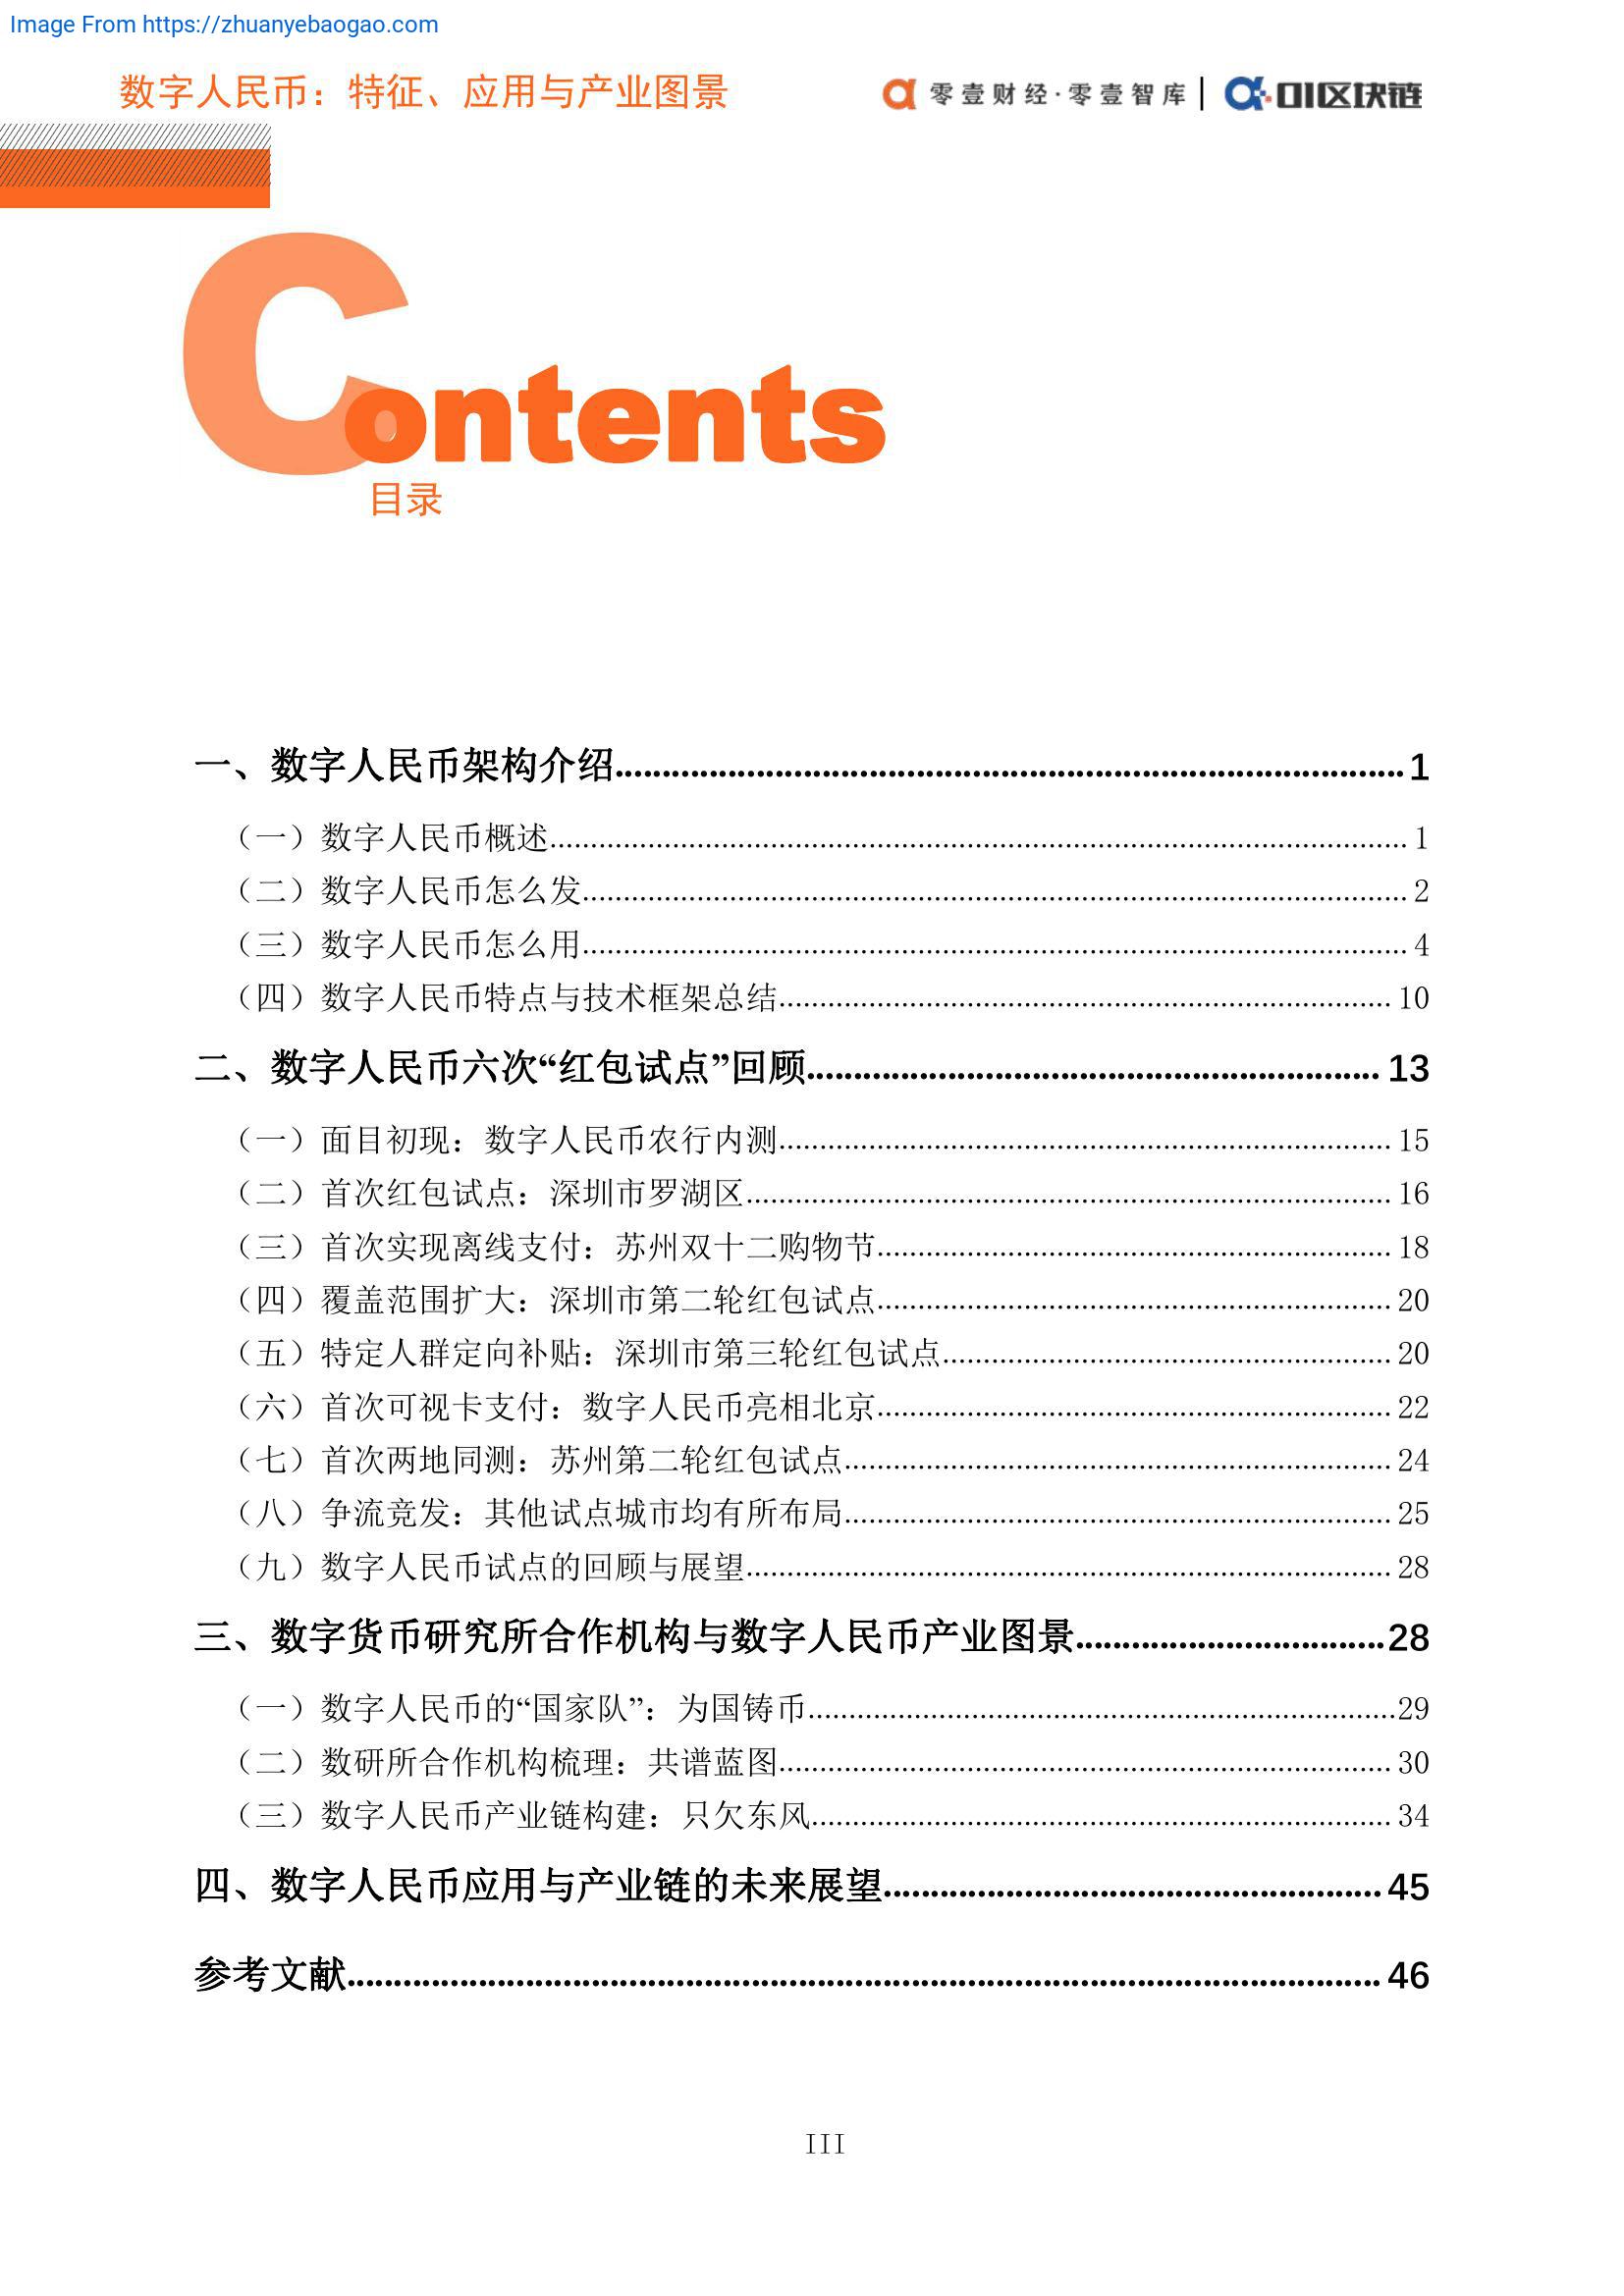 Image From https://zhuanyebaogao.com
数字人民币：特征、应用与产业图景
零壹财经·零壹智库
01区块链
Contents
目录
一、数字人民币架构介绍 1
（一）数字人民币概述 1
（二）数字人民币怎么发 2
（三）数字人民币怎么用 4
（四）数字人民币特点与技术框架总结 10
二、数字人民币六次“红包试点”回顾 13
（一）面目初现：数字人民币农行内测 15
（二）首次红包试点：深圳市罗湖区 16
（三）首次实现离线支付：苏州双十二购物节 18
（四）覆盖范围扩大：深圳市第二轮红包试点 20
（五）特定人群定向补贴：深圳市第三轮红包试点 20
（六）首次可视卡支付：数字人民币亮相北京 22
（七）首次两地同测：苏州第二轮红包试点 24
（八）争流竞发：其他试点城市均有所布局 25
（九）数字人民币试点的回顾与展望 28
三、数字货币研究所合作机构与数字人民币产业图景 28
（一）数字人民币的“国家队”：为国铸币 29
（二）数研所合作机构梳理：共谱蓝图 30
（三）数字人民币产业链构建：只欠东风 34
四、数字人民币应用与产业链的未来展望 45
参考文献 46
III